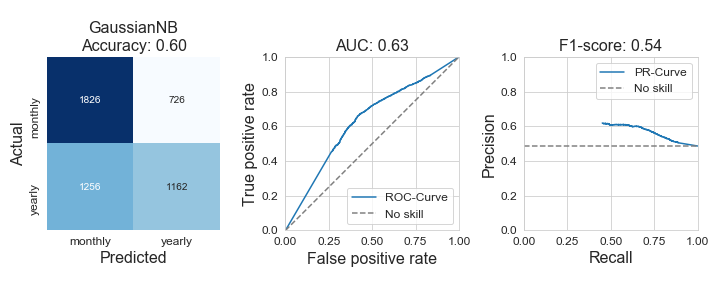 GaussianNB
Accuracy: 0.60
Actual
monthly
yearly
1826
726
1256
1162
monthly
yearly
Predicted
AUC: 0.63
True positive rate
1.0
0.8
0.6
0.4
0.2
0.0
ROC-Curve
No skill
0.00
0.25
0.50
0.75
1.00
False positive rate
F1-score: 0.54
Precision
1.0
0.8
0.6
0.4
0.2
0.0
PR-Curve
No skill
0.00
0.25
0.50
0.75
1.00
Recall